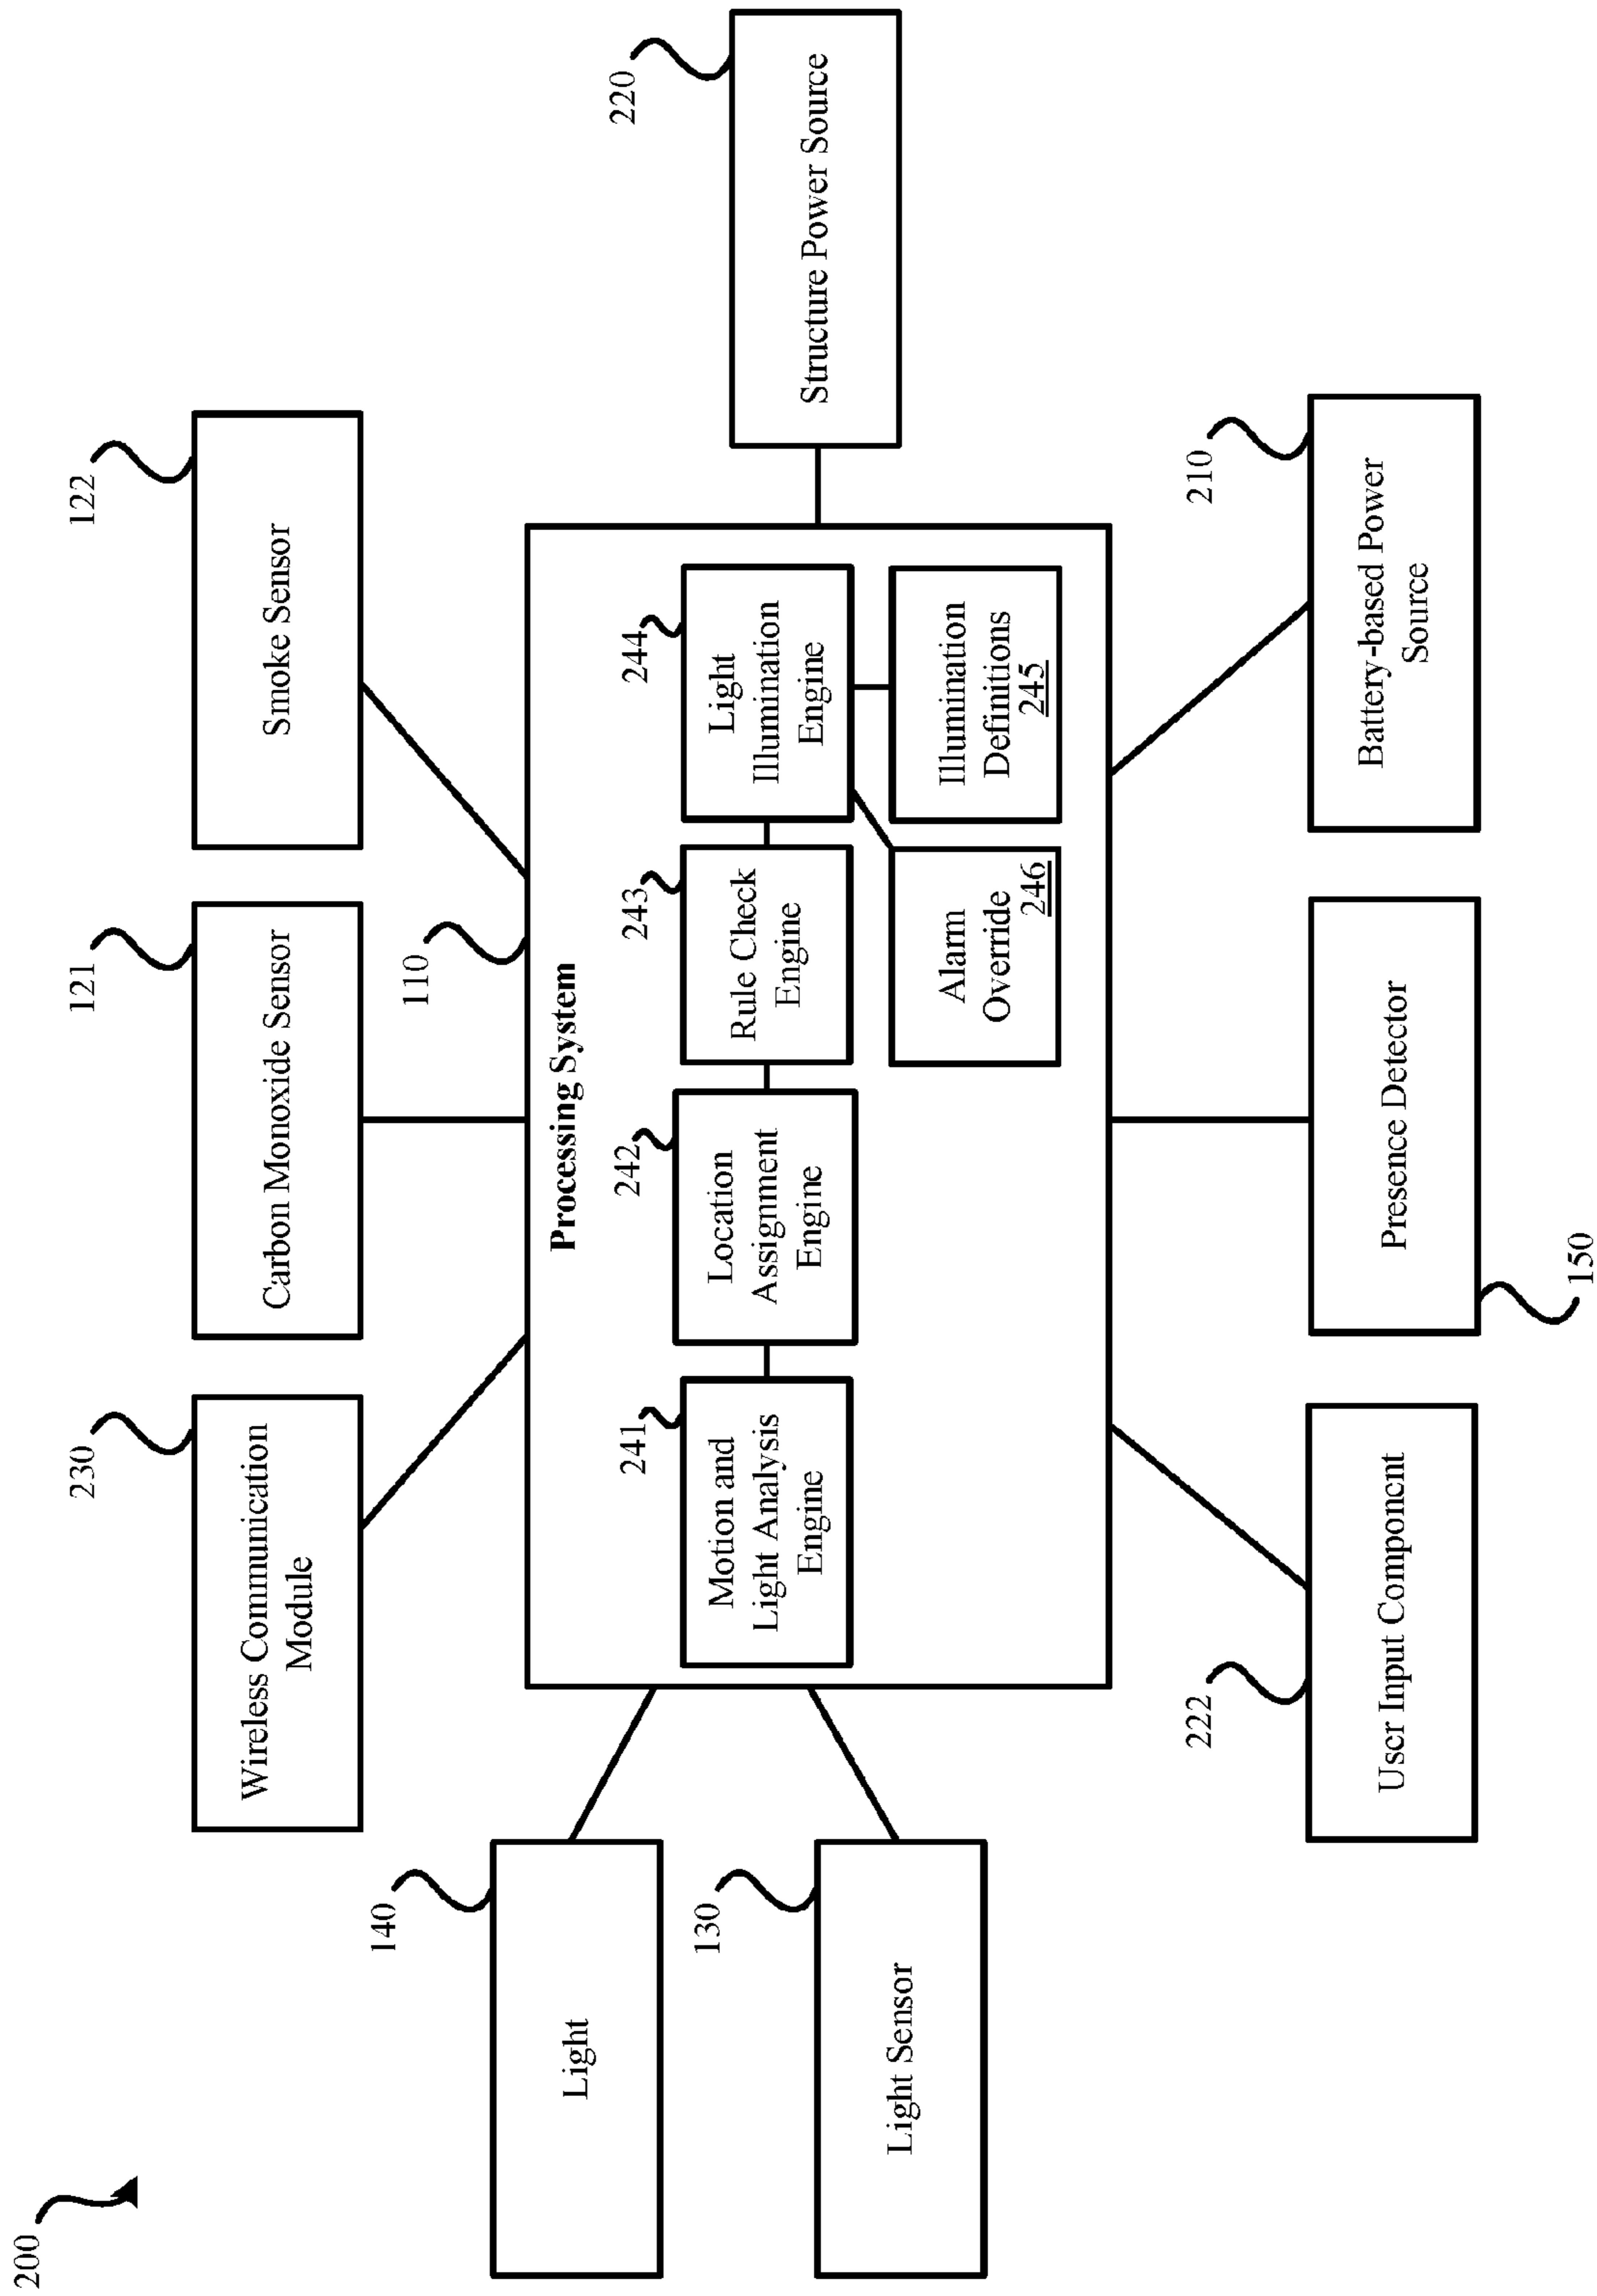 200
230
121
122
Wireless Communication
Module
Carbon Monoxide Sensor
Smoke Sensor
140
Light
110
Processing System
130
Light Sensor
241
Motion and
Light Analysis
Engine
242
Location
Assignment
Engine
243
Rule Check
Engine
244
Light
Illumination
Engine
Alarm
Override
246
Illumination
Definitions
245
220
Structure Power Source
222
User Input Component
Presence Detector
150
210
Battery-based Power
Source